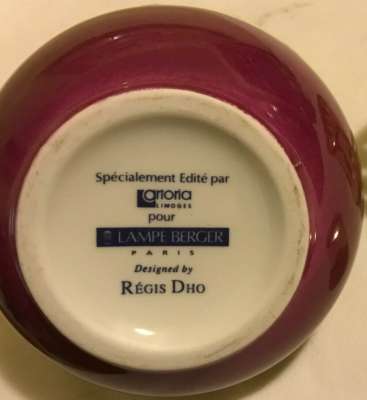 Spécialement Edité par
artoria
LIMOGES
pour
LAMPE BERGER
PARIS
Designed by
RÉGIS DHO